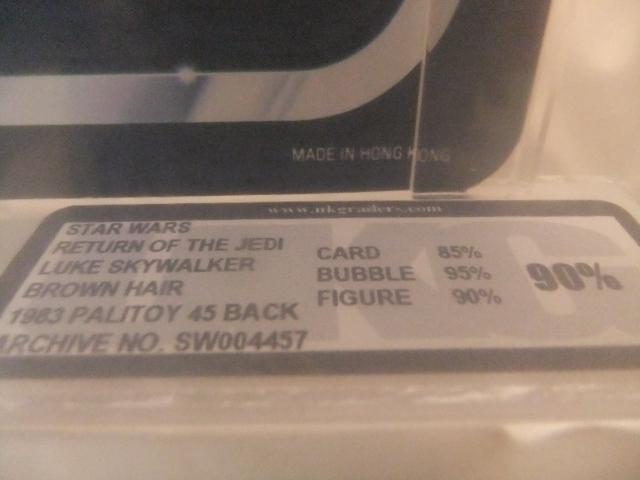 MADE IN HONG KONG
www.ukgraders.com
STAR WARS
RETURN OF THE JEDI
LUKE SKYWALKER
BROWN HAIR
1983 PALITOY 45 BACK
ARCHIVE NO. SW004457
CARD 85%
BUBBLE 95%
FIGURE 90%
90%